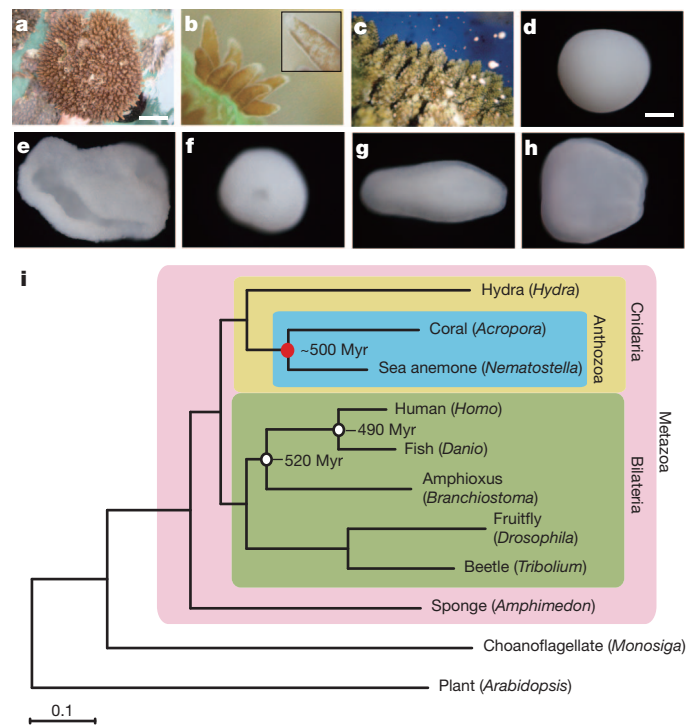 a
b
c
d
e
f
g
h
i
Hydra (Hydra)
Coral (Acropora)
~500 Myr
Sea anemone (Nematostella)
Anthozoa
Cnidaria
Human (Homo)
490 Myr
Fish (Danio)
520 Myr
Amphioxus
(Branchiostoma)
Fruitfly
(Drosophila)
Beetle (Tribolium)
Bilateria
Metazoa
Sponge (Amphimedon)
Choanoflagellate (Monosiga)
Plant (Arabidopsis)
0.1